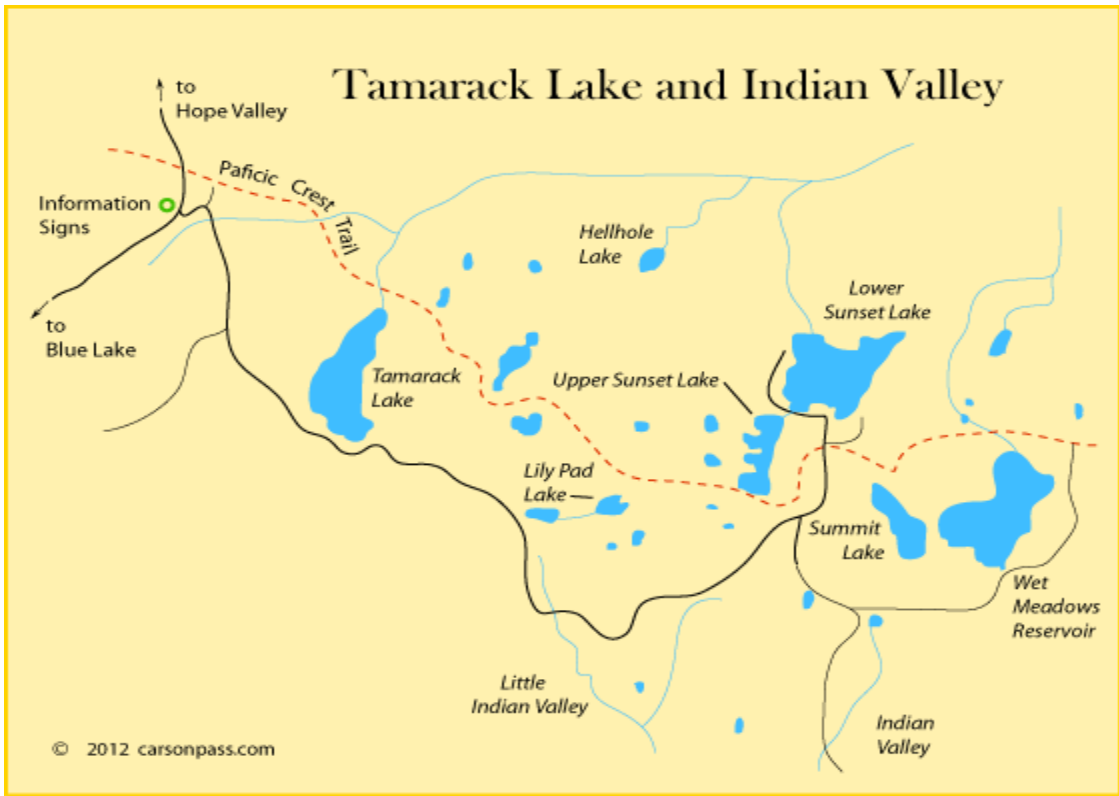 Tamarack Lake and Indian Valley
to
Hope Valley
Paficic Crest Trail
Information
Signs
to
Blue Lake
Hellhole
Lake
Lower
Sunset Lake
Tamarack
Lake
Upper Sunset Lake
Lily Pad
Lake
Summit
Lake
Wet
Meadows
Reservoir
Little
Indian Valley
Indian
Valley
© 2012 carsonpass.com